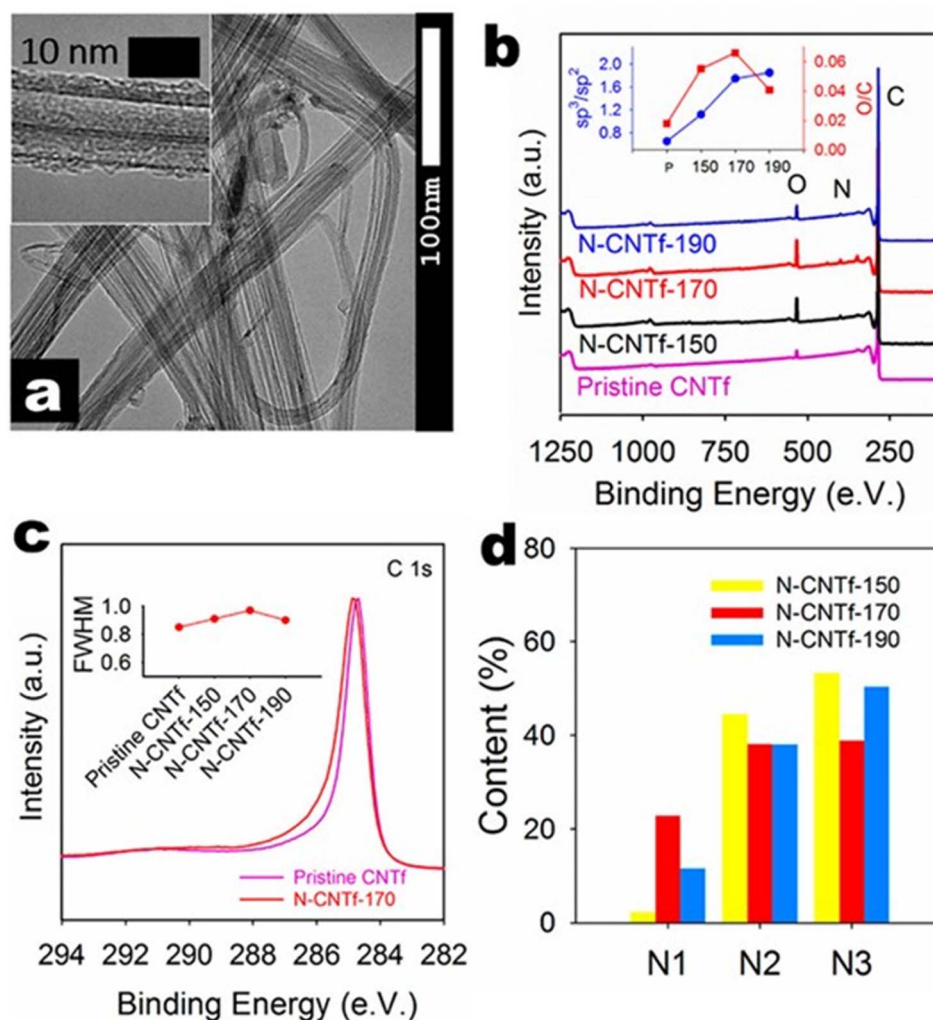 10 nm
100nm
a
b
sp³/sp²
2.0
1.6
1.2
0.8
0.06
0.04
0.02
0.00
O/C
P 150 170 190
C
O N
N-CNTf-190
N-CNTf-170
N-CNTf-150
Pristine CNTf
Intensity (a.u.)
1250 1000 750 500 250
Binding Energy (e.V.)
c
C 1s
FWHM
1.0
0.8
0.6
Pristine CNTf
N-CNTf-150
N-CNTf-170
N-CNTf-190
Intensity (a.u.)
Pristine CNTf
N-CNTf-170
294 292 290 288 286 284 282
Binding Energy (e.V.)
d
80
60
40
20
0
Content (%)
N-CNTf-150
N-CNTf-170
N-CNTf-190
N1 N2 N3